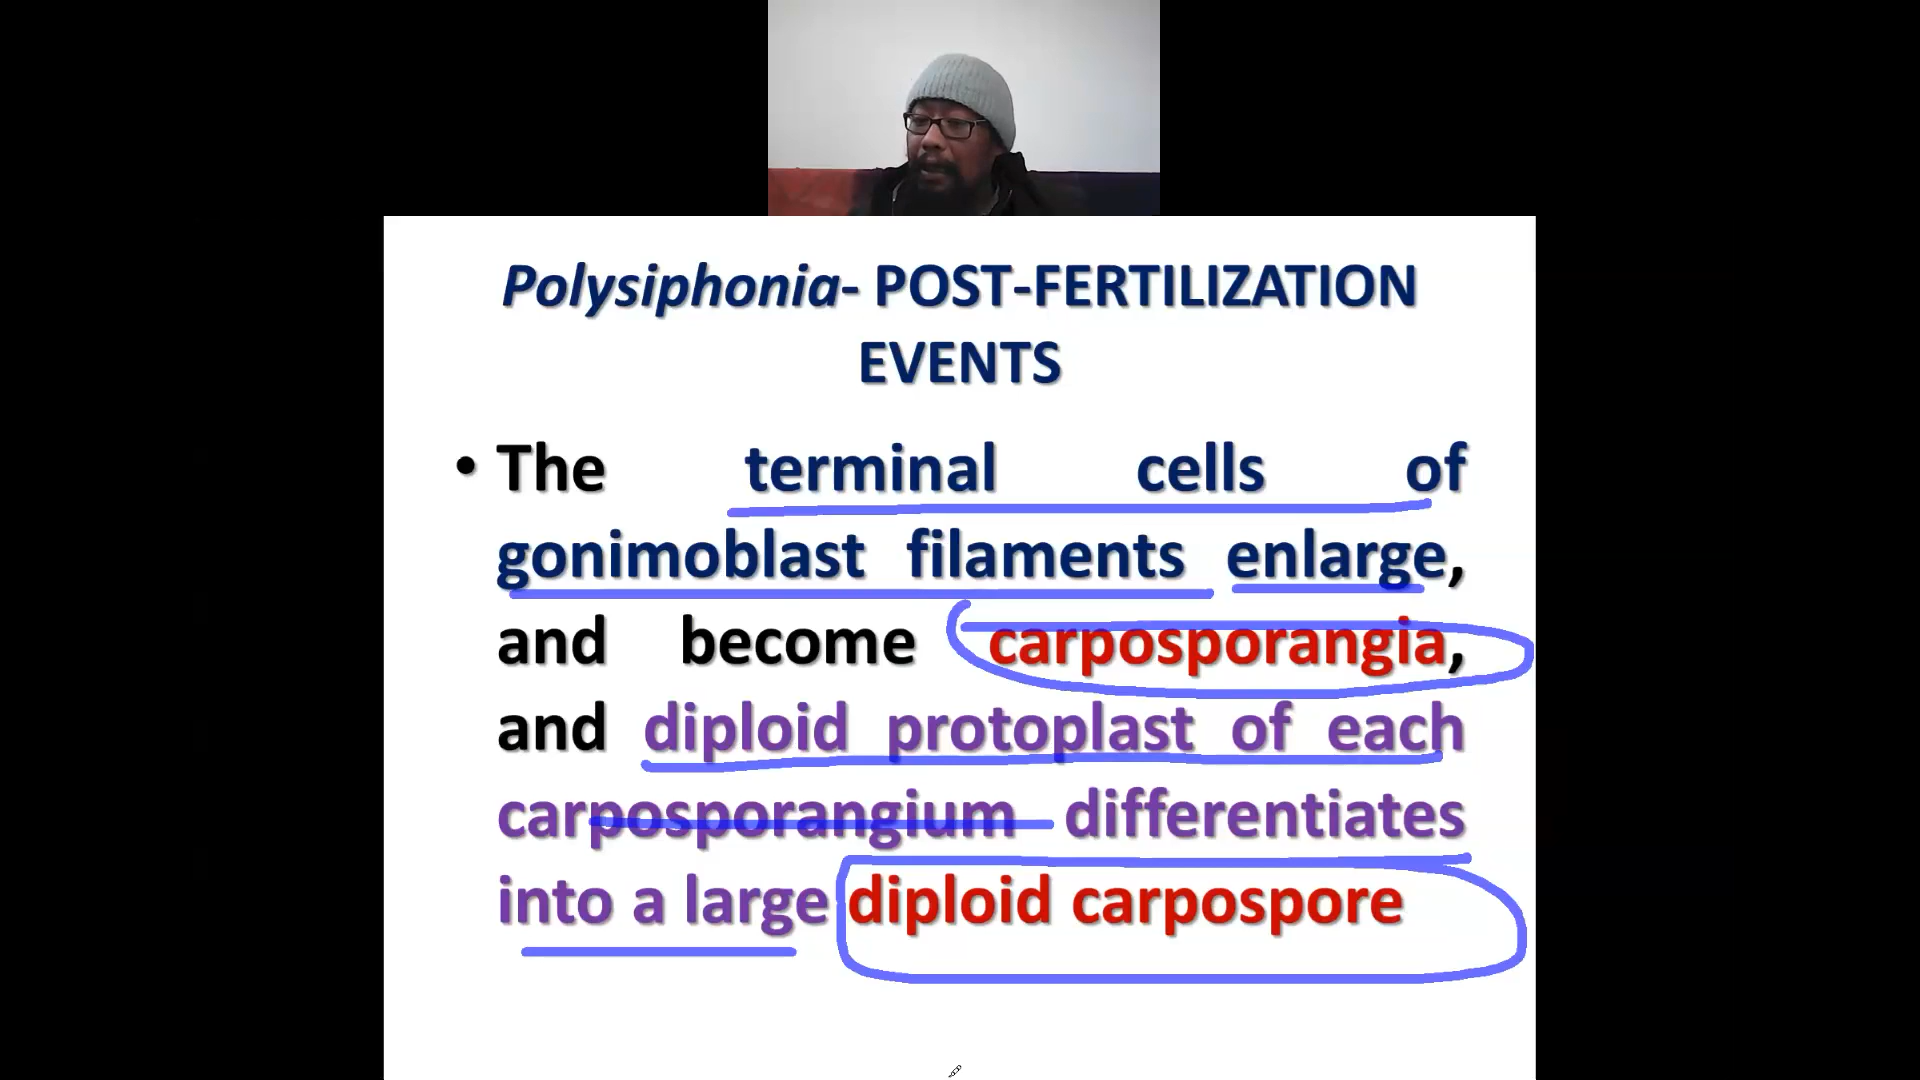 Polysiphonia- POST-FERTILIZATION
EVENTS
• The terminal cells of
gonimoblast filaments enlarge,
and become carposporangia,
and diploid protoplast of each
carposporangium differentiates
into a large diploid carpospore